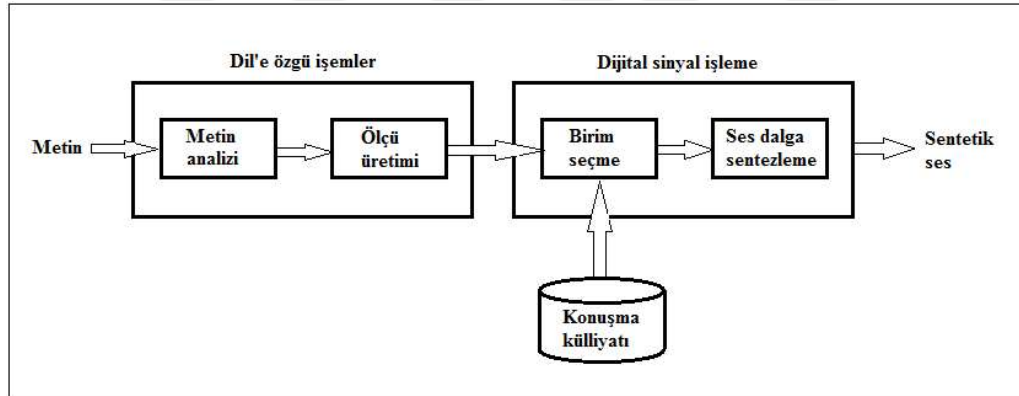 Dil'e özgü işemler
Dijital sinyal işleme
Metin
Metin
analizi
Ölçü
üretimi
Birim
seçme
Ses dalga
sentezleme
Sentetik
ses
Konuşma
külliyatı